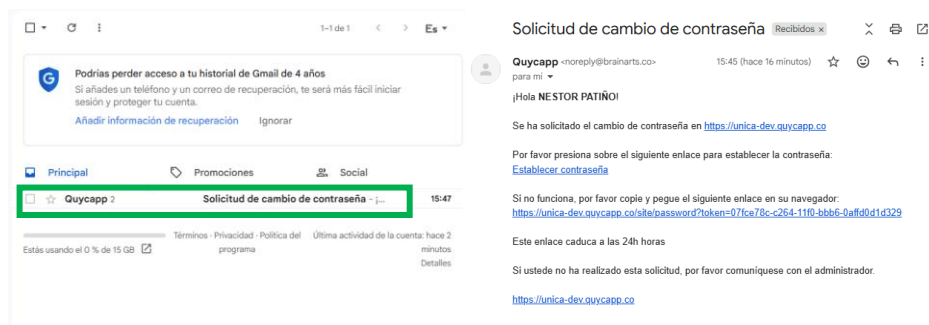 1–1 de 1
Es
Podrías perder acceso a tu historial de Gmail de 4
años
Si añades un teléfono y un correo de recuperación, te será más fácil iniciar
sesión y proteger tu cuenta.
Añadir información de recuperación Ignorar
Principal
Promociones
Social
Quycapp 2 Solicitud de cambio de contraseña - ¡... 15:47
Estás usando el 0 % de 15 GB
Términos · Privacidad · Política del
programa
Última actividad de la cuenta: hace 2
minutos
Detalles
Solicitud de cambio de contraseña Recibidos x
Quycapp <noreply@brainarts.co> 15:45 (hace 16 minutos)
para mí
¡Hola NESTOR PATIÑO!
Se ha solicitado el cambio de contraseña en https://unica-dev.quycapp.co
Por favor presiona sobre el siguiente enlace para establecer la contraseña:
Establecer contraseña
Si no funciona, por favor copie y pegue el siguiente enlace en su navegador:
https://unica-dev.quycapp.co/site/password?token=07fce78c-c264-11f0-bbb6-0affd0d1d329
Este enlace caduca a las 24h horas
Si ustede no ha realizado esta solicitud, por favor comuníquese con el administrador.
https://unica-dev.quycapp.co